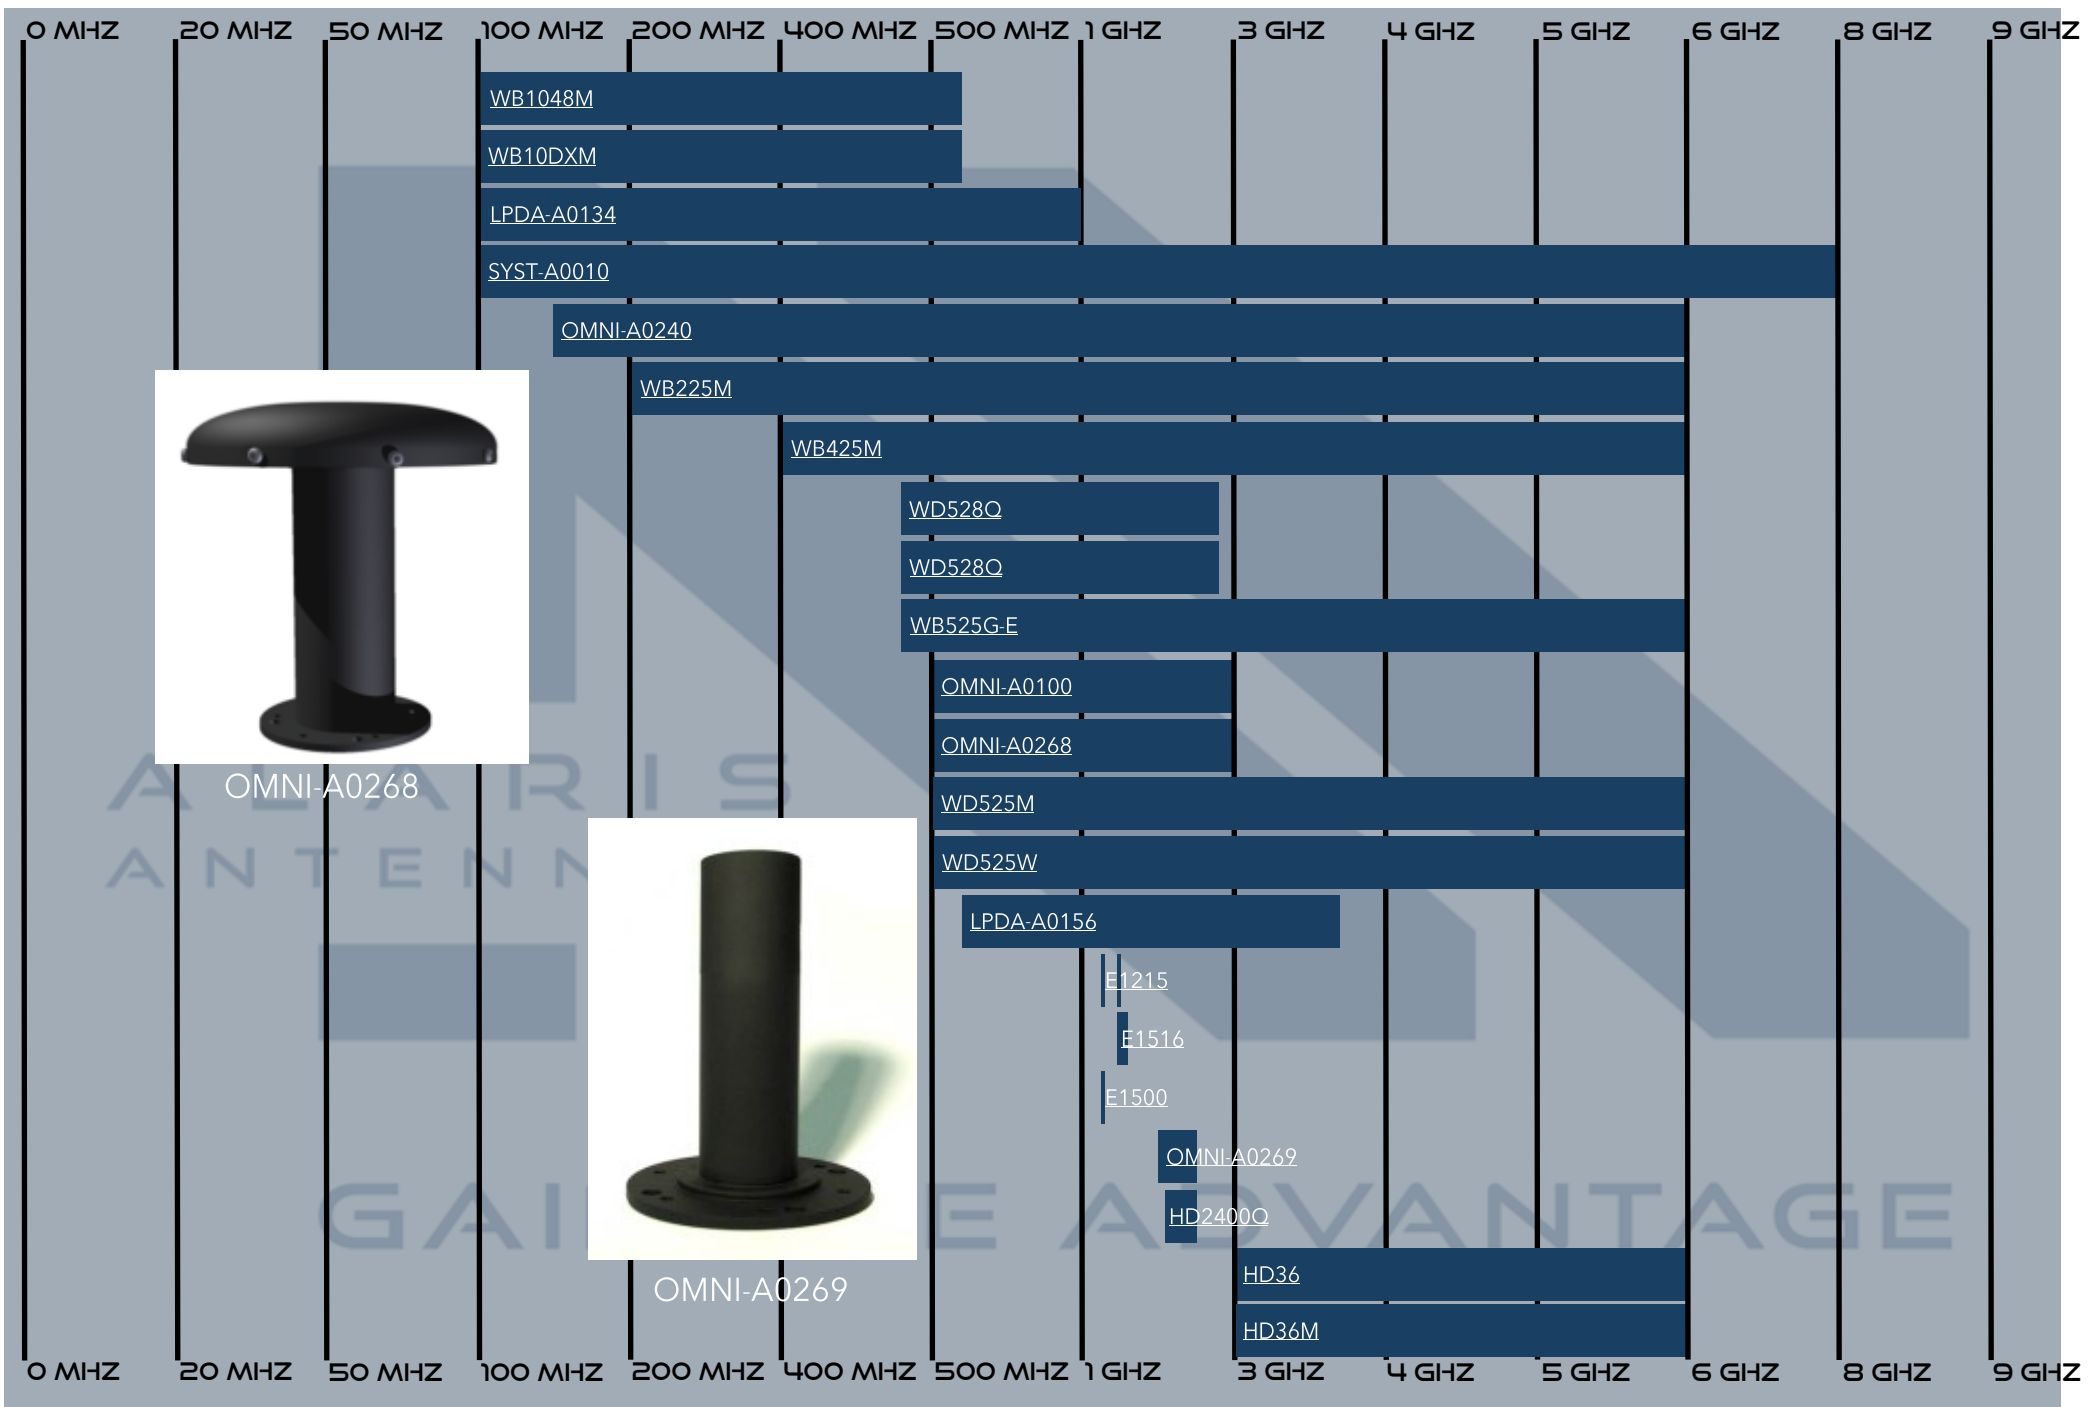 0 MHZ 20 MHZ 50 MHZ 100 MHZ 200 MHZ 400 MHZ 500 MHZ 1 GHZ 3 GHZ 4 GHZ 5 GHZ 6 GHZ 8 GHZ 9 GHZ
WB1048M
WB10DXM
LPDA-A0134
SYST-A0010
OMNI-A0240
WB225M
WB425M
WD528Q
WD528Q
WB525G-E
OMNI-A0100
OMNI-A0268
ALARIS
OMNI-A0268
WD525M
ANTENN
WD525W
LPDA-A0156
E1215
E1516
E1500
OMNI-A0269
HD2400Q
GAI E ADVANTAGE
HD36
OMNI-A0269
HD36M
0 MHZ 20 MHZ 50 MHZ 100 MHZ 200 MHZ 400 MHZ 500 MHZ 1 GHZ 3 GHZ 4 GHZ 5 GHZ 6 GHZ 8 GHZ 9 GHZ